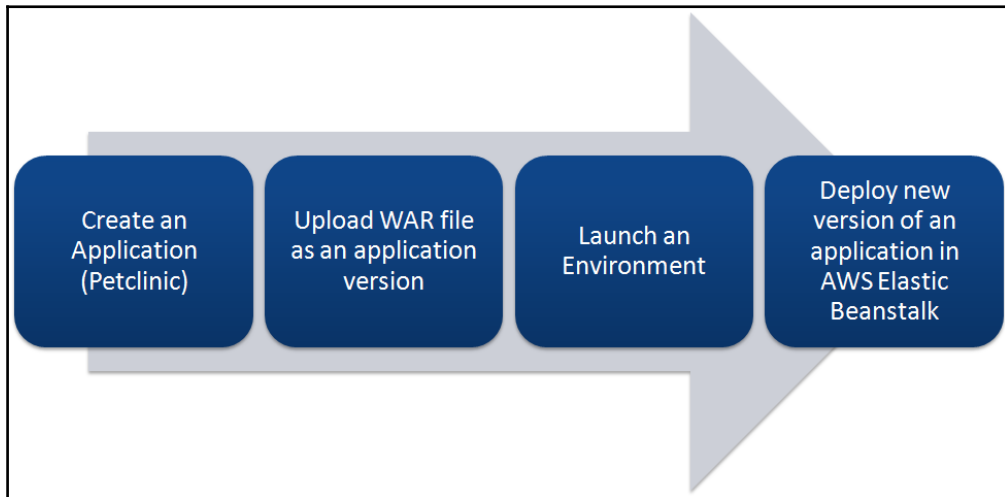 Create an
Application
(Petclinic)
Upload WAR file
as an application
version
Launch an
Environment
Deploy new
version of an
application in
AWS Elastic
Beanstalk